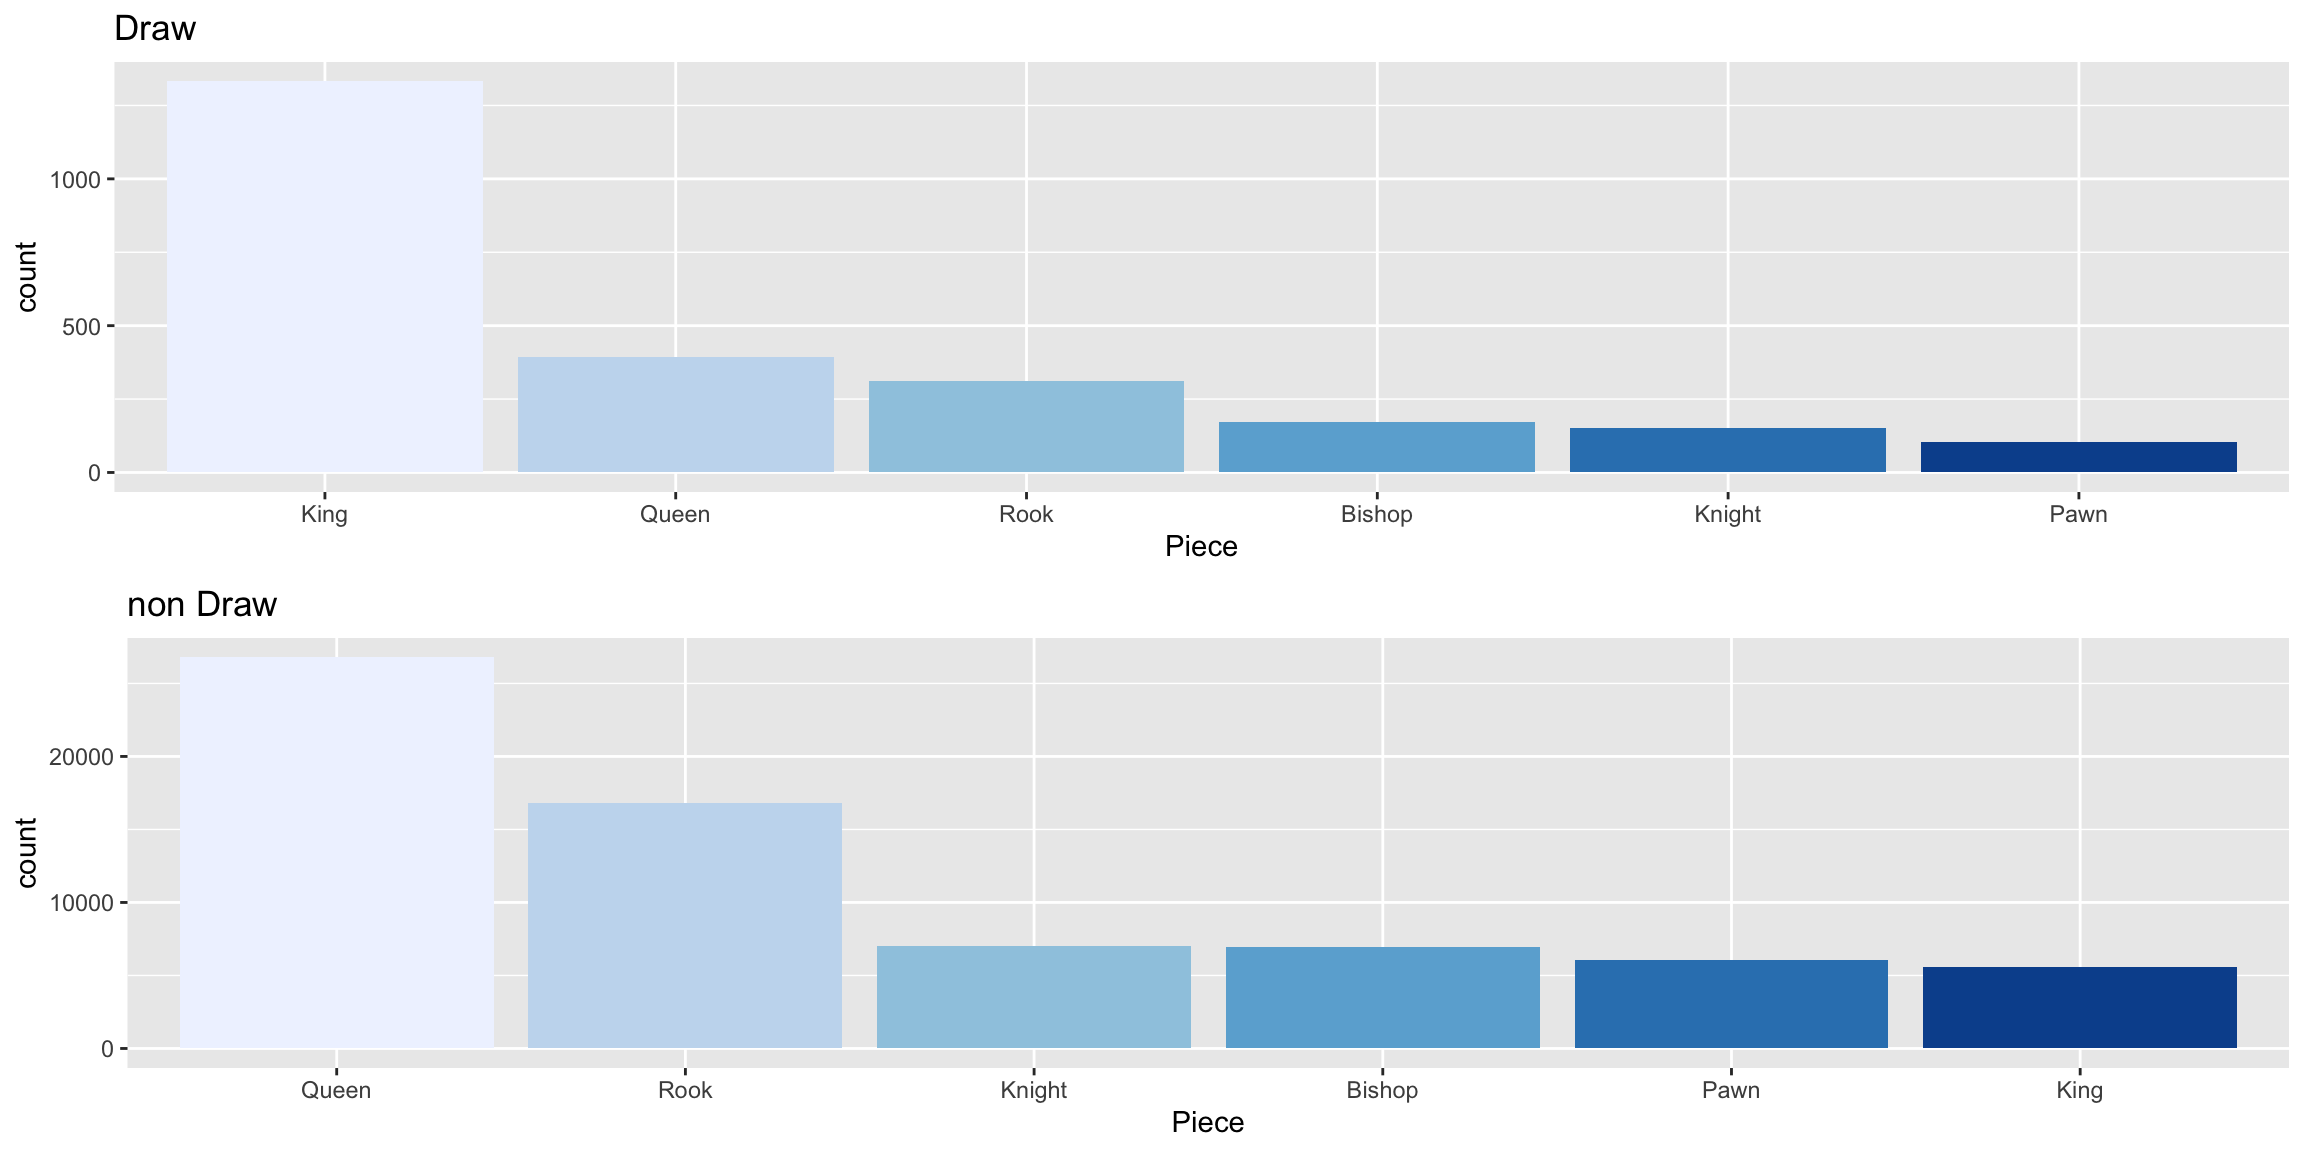 Draw
count
1000
500
0
King Queen Rook Bishop Knight Pawn
Piece
non Draw
count
20000
10000
0
Queen Rook Knight Bishop Pawn King
Piece